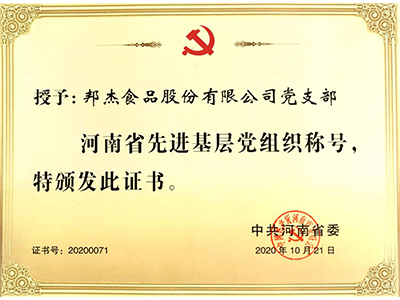 授予:邦杰食品股份有限公司党支部
河南省先进基层党组织称号,
特颁发此证书。
中共河南省委
证书号:20200071
2020年10月21日